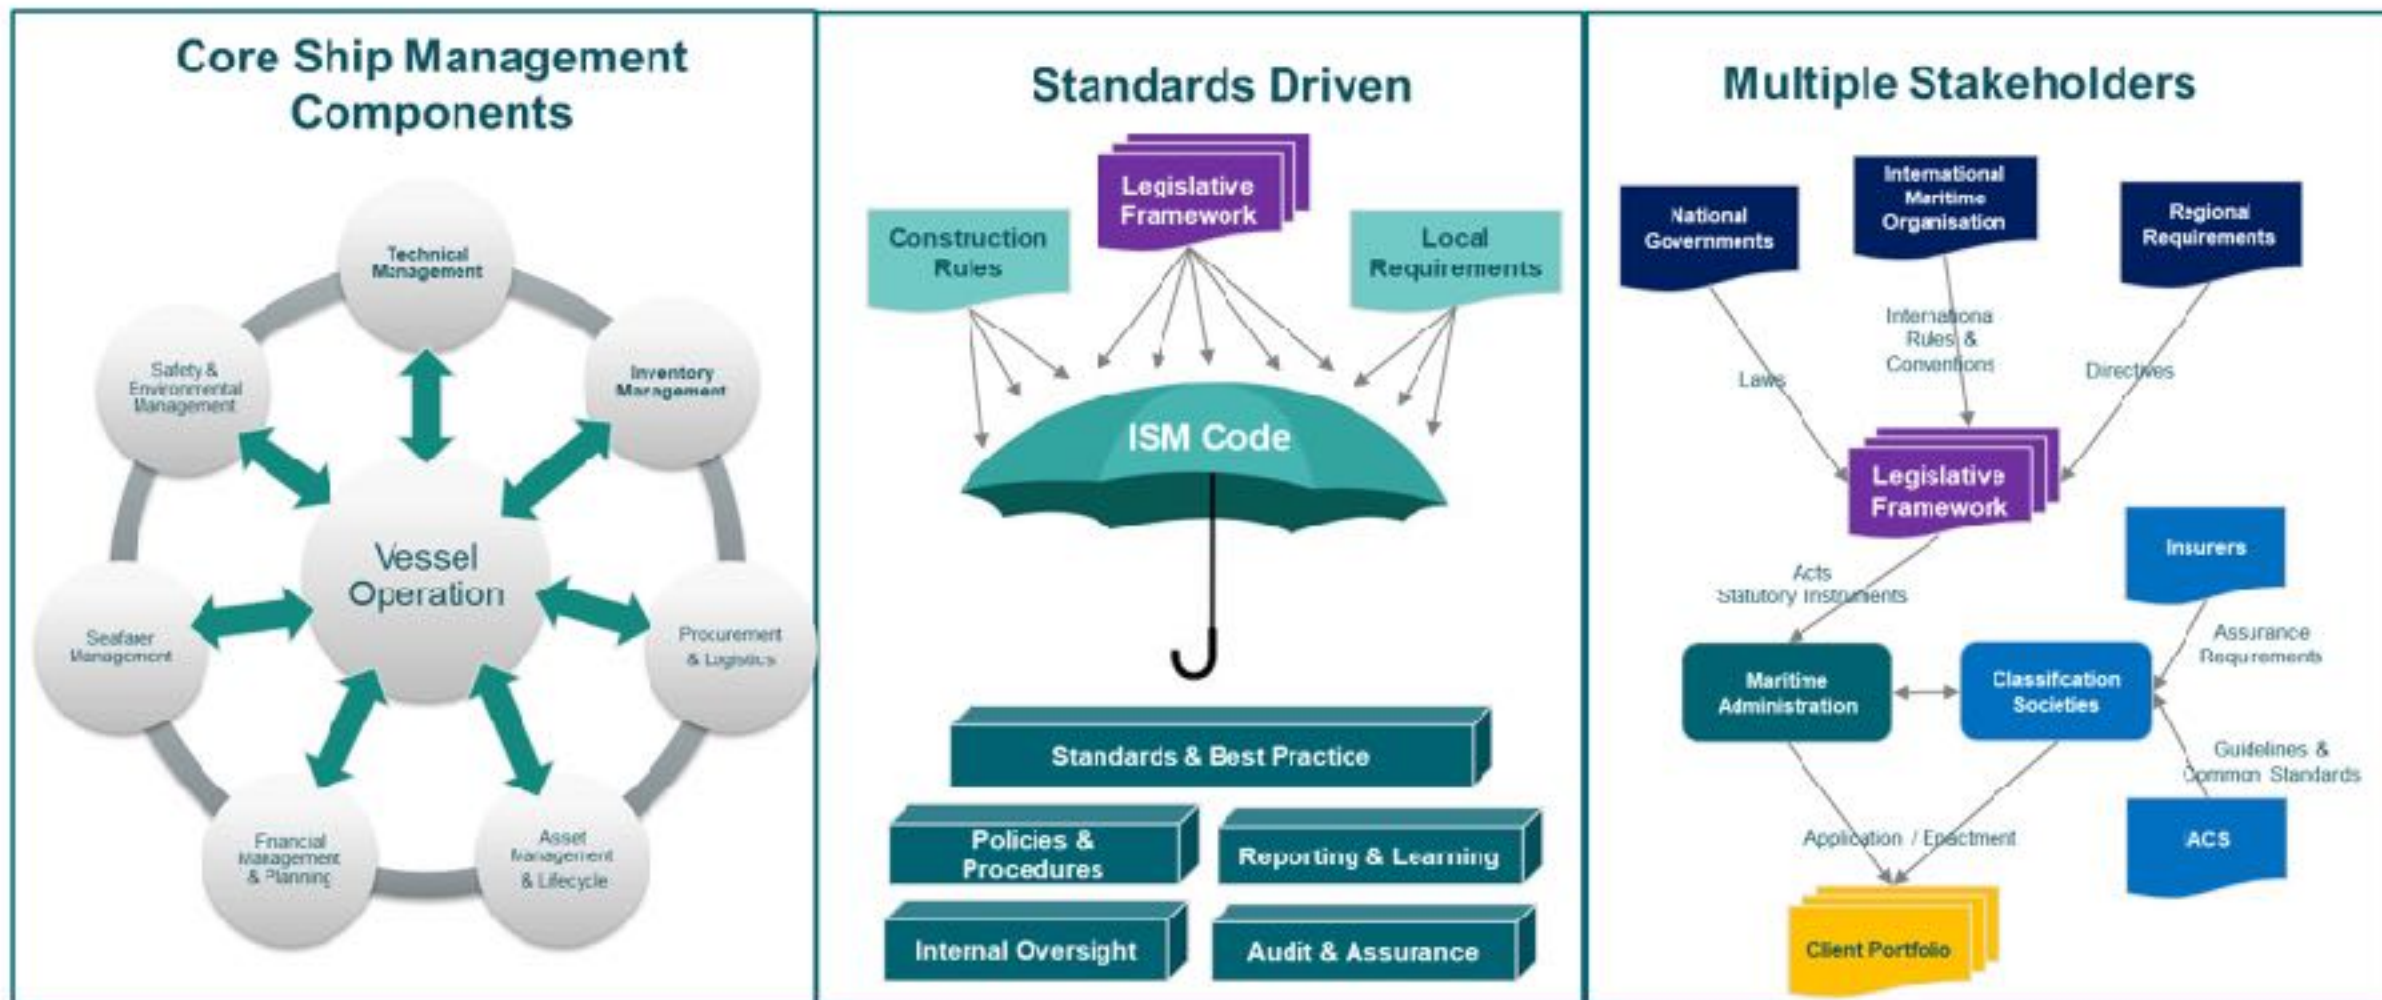 Core Ship Management
Components
Technical
Management
Inventory
Management
Safety &
Environmental
Management
Vessel
Operation
Seafarer
Management
Procurement
& Logistics
Financial
Management
& Planning
Asset
Management
& Lifecycle
Standards Driven
Legislative
Framework
Construction
Rules
Local
Requirements
ISM Code
Standards & Best Practice
Policies &
Procedures
Reporting & Learning
Internal Oversight
Audit & Assurance
Multiple Stakeholders
National
Governments
International
Maritime
Organisation
Regional
Requirements
International
Rules &
Conventions
Laws
Directives
Legislative
Framework
Insurers
Acts
Statutory Instruments
Assurance
Requirements
Maritime
Administration
Classification
Societies
Guidelines &
Common Standards
Application / Enactment
ACS
Client Portfolio